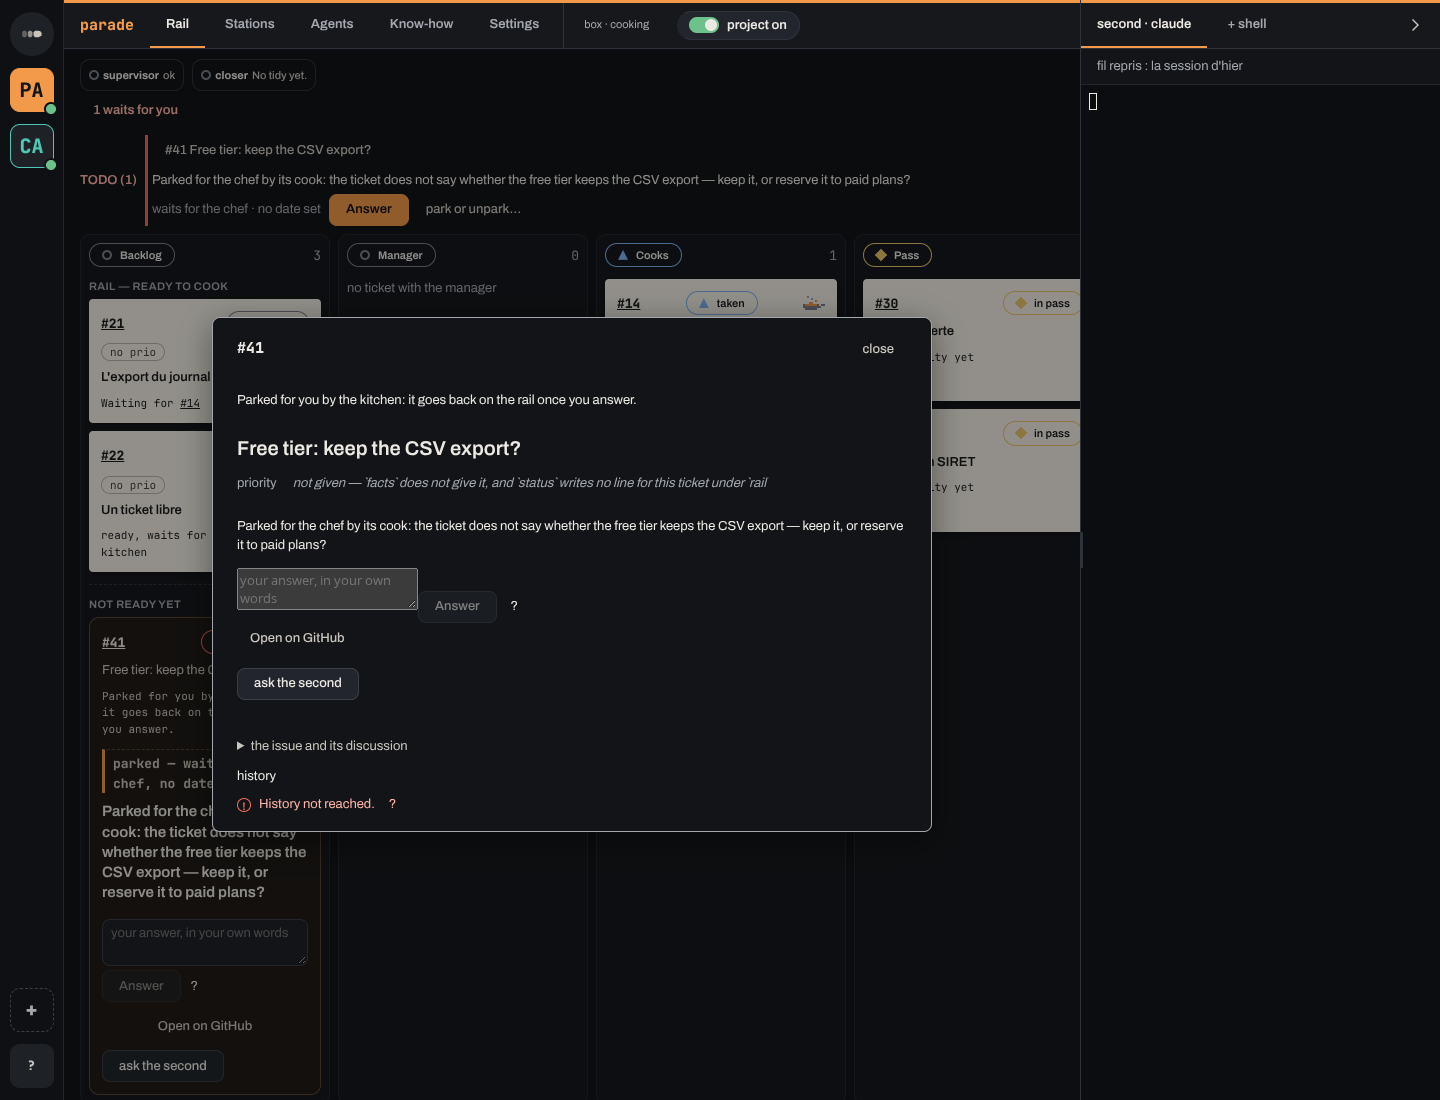 parade
Rail
Stations
Agents
Know-how
Settings
box · cooking
project on
second · claude
+ shell
fil repris : la session d'hier
PA
CA
supervisor ok
closer No tidy yet.
1 waits for you
TODO (1)
#41 Free tier: keep the CSV export?
Parked for the chef by its cook: the ticket does not say whether the free tier keeps the CSV export — keep it, or reserve it to paid plans?
waits for the chef · no date set
Answer
park or unpark...
Backlog
3
Manager
0
Cooks
1
Pass
RAIL — READY TO COOK
no ticket with the manager
#21
no prio
L'export du journal
Waiting for #14
#22
no prio
Un ticket libre
ready, waits for
kitchen
#14
taken
#30
in pass
erte
ity yet
in pass
SIRET
ity yet
NOT READY YET
#41
Free tier: keep the
Parked for you by
it goes back on
you answer.
parked — wait
chef, no date
Parked for the
cook: the ticket does not say
whether the free tier keeps the
CSV export — keep it, or
reserve it to paid plans?
your answer, in your own words
Answer
?
Open on GitHub
ask the second
#41
close
Parked for you by the kitchen: it goes back on the rail once you answer.
Free tier: keep the CSV export?
priority
not given — `facts` does not give it, and `status` writes no line for this ticket under `rail
Parked for the chef by its cook: the ticket does not say whether the free tier keeps the CSV export — keep it, or reserve
it to paid plans?
your answer, in your own
words
Answer
?
Open on GitHub
ask the second
▶ the issue and its discussion
history
History not reached.
?
+
?